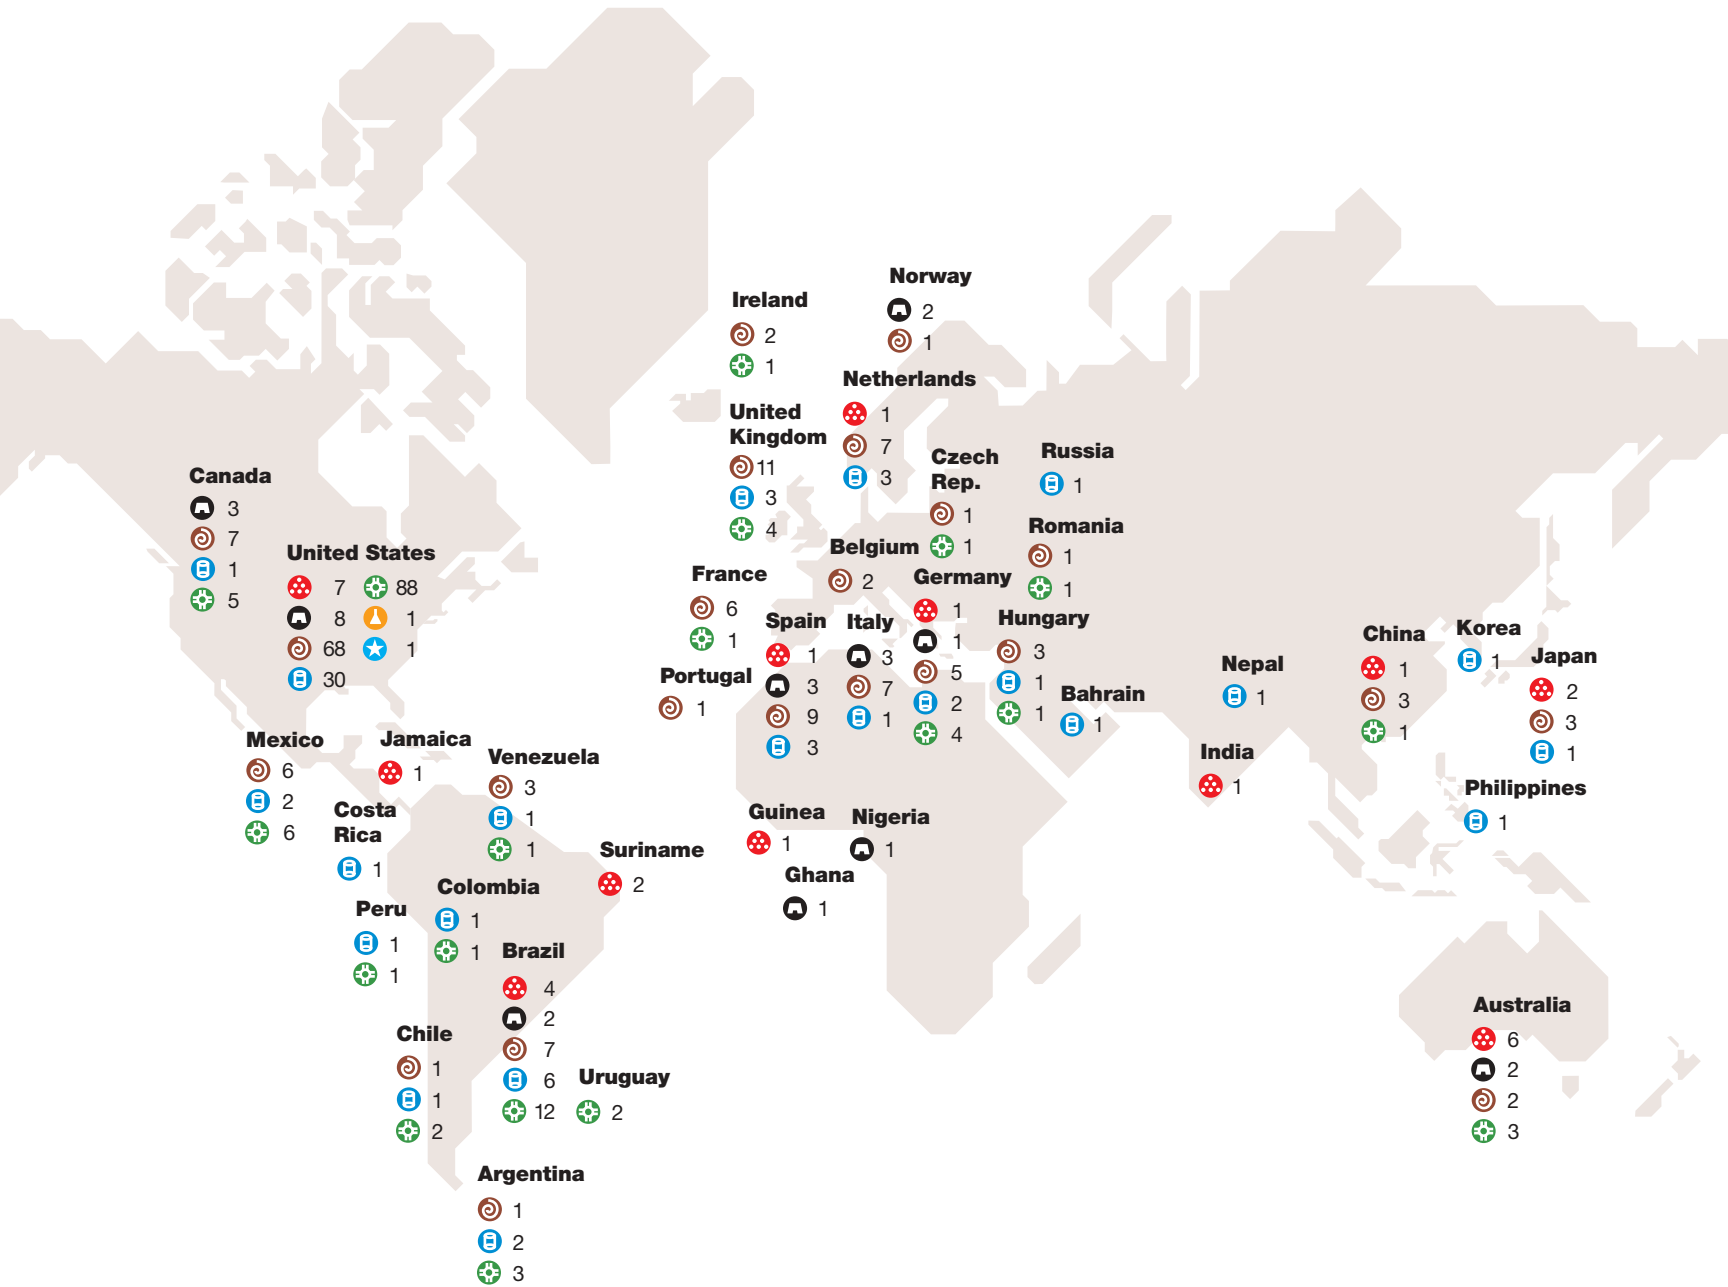 Norway
2
1
Ireland
2
1
Netherlands
1
7
3
United
Kingdom
11
3
4
Czech
Rep.
1
1
Russia
1
Canada
3
7
1
5
United States
7 88
8 1
68 1
30
Romania
1
1
Belgium
2
France
6
1
Germany
1
1
5
2
4
Spain
1
3
9
3
Italy
3
7
1
Hungary
3
1
1
Portugal
1
Bahrain
1
Nepal
1
China
1
3
1
Korea
1
Japan
2
3
1
India
1
Philippines
1
Mexico
6
2
6
Jamaica
1
Venezuela
3
1
1
Costa
Rica
1
Suriname
2
Guinea
1
Nigeria
1
Ghana
1
Colombia
1
1
Peru
1
1
Brazil
4
2
7
6
12
Chile
1
1
2
Uruguay
2
Australia
6
2
2
3
Argentina
1
2
3